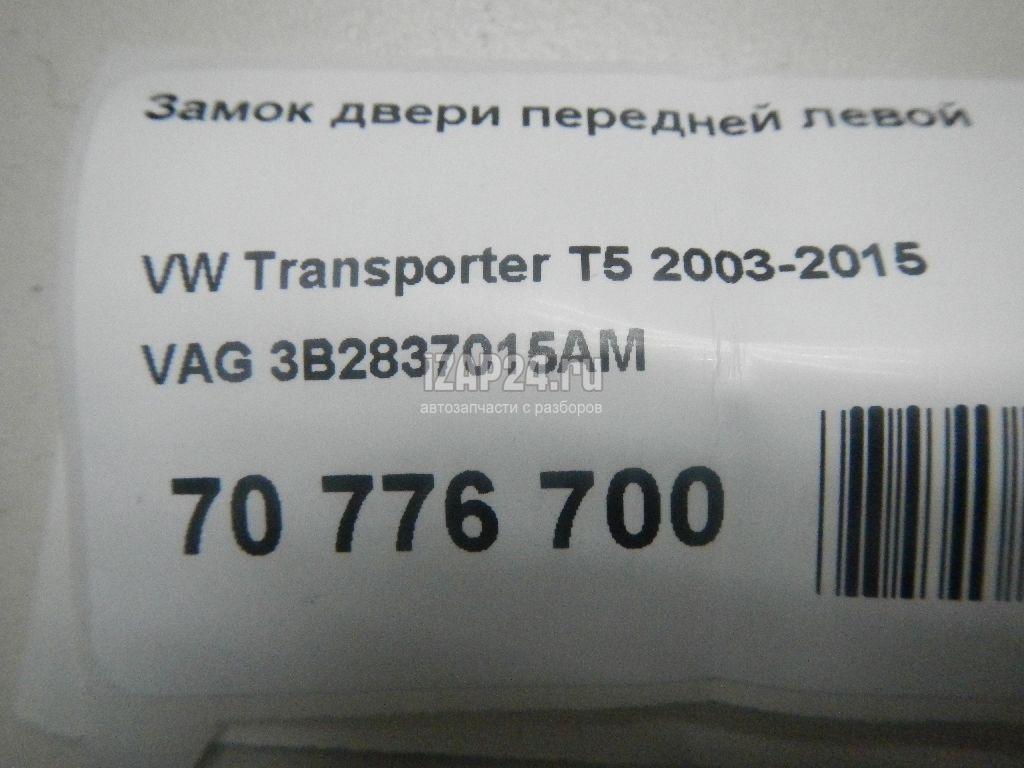 Замок двери передней левой
VW Transporter T5 2003-2015
VAG 3B2837015AM
iZAP24.ru
автозапчасти с разборов
70 776 700